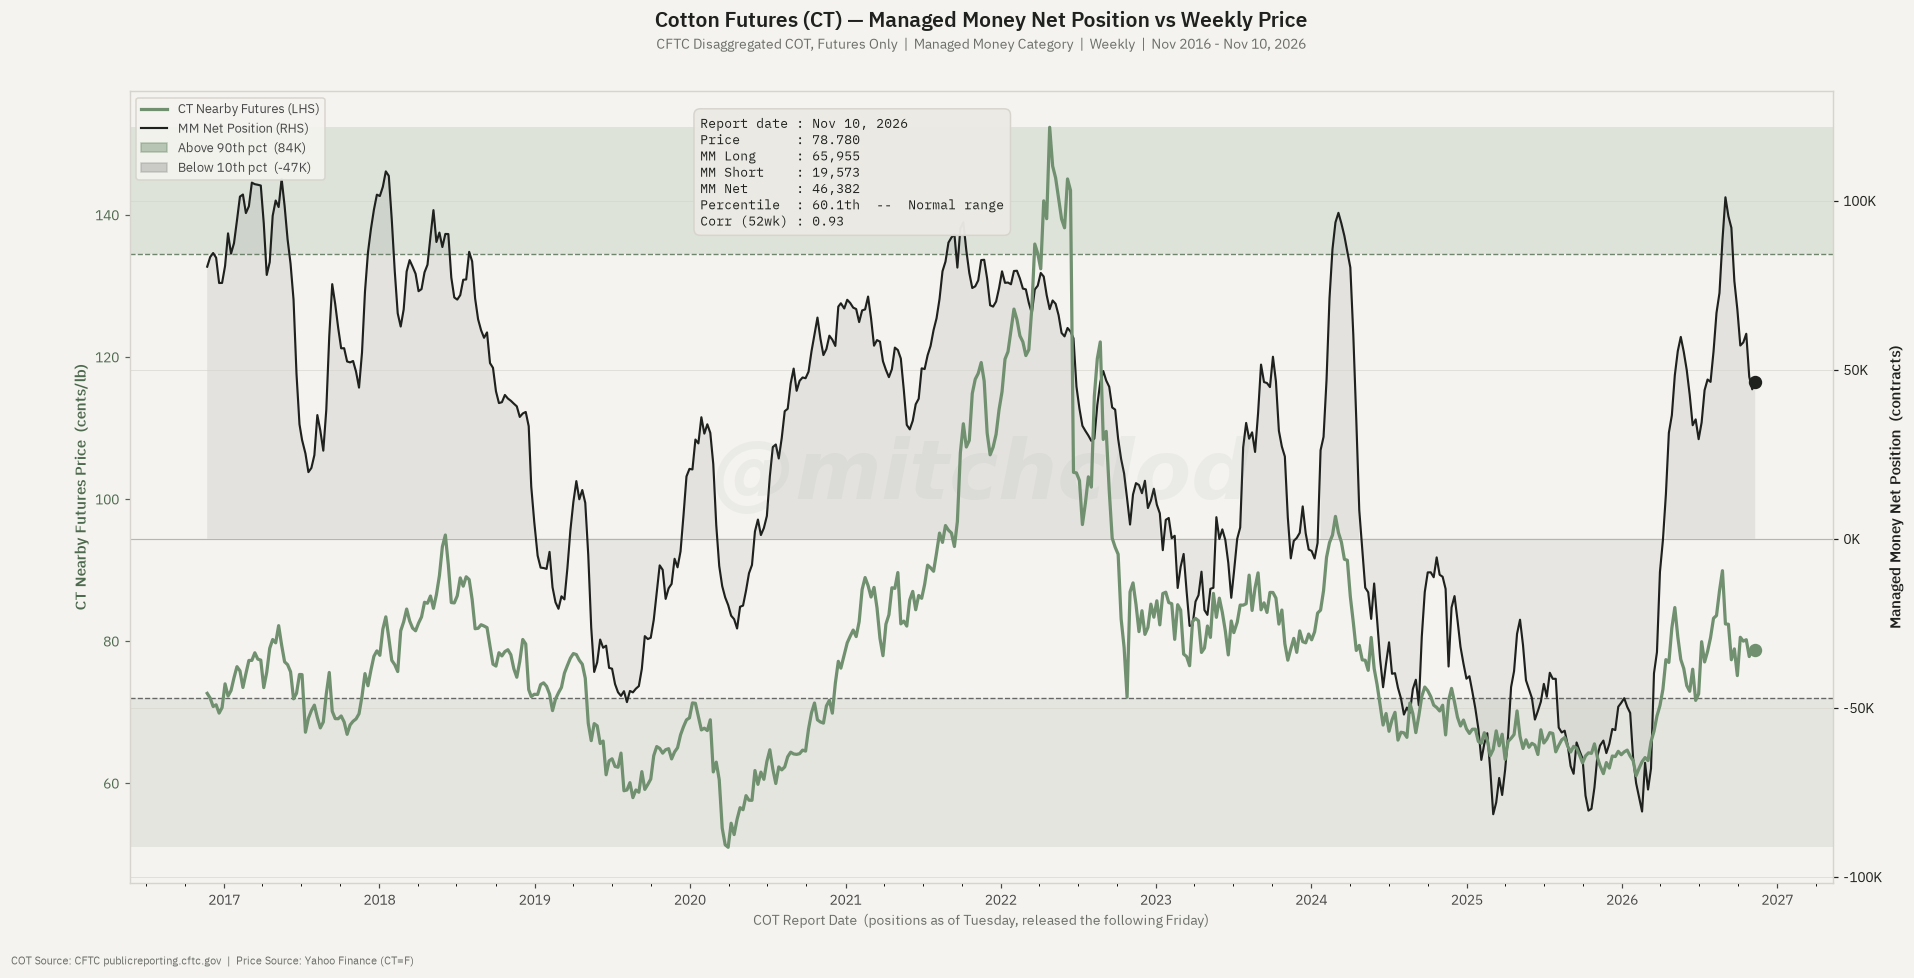 Cotton Futures (CT) — Managed Money Net Position vs Weekly Price
CFTC Disaggregated COT, Futures Only | Managed Money Category | Weekly | Nov 2016 - Nov 10, 2026
CT Nearby Futures (LHS)
MM Net Position (RHS)
Above 90th pct (84K)
Below 10th pct (-47K)
Report date : Nov 10, 2026
Price : 78.780
MM Long : 65,955
MM Short : 19,573
MM Net : 46,382
Percentile : 60.1th -- Normal range
Corr (52wk) : 0.93
CT Nearby Futures Price (cents/lb)
140
120
100
80
60
100K
50K
0K
-50K
-100K
Managed Money Net Position (contracts)
2017 2018 2019 2020 2021 2022 2023 2024 2025 2026 2027
COT Report Date (positions as of Tuesday, released the following Friday)
COT Source: CFTC publicreporting.cftc.gov | Price Source: Yahoo Finance (CT=F)